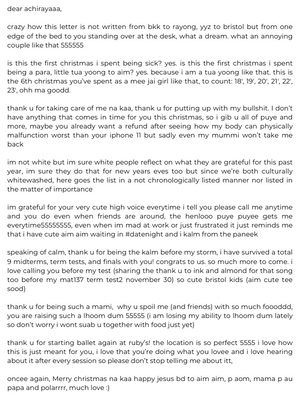 dear achirayaaa,
crazy how this letter is not written from bkk to rayong, yyz to bristol but from one
edge of the bed to you standing over at the desk, what a dream. what an annoying
couple like that 555555
is this the first christmas i spent being sick? yes. is this the first christmas i spent
being a para, little tua yoong to aim? yes. because i am a tua yoong like that. this is
the 6th christmas you've spent as a mee jai girl like that, to count: 18', 19', 20', 21', 22',
23', ohh ma goodd.
thank u for taking care of me na kaa, thank u for putting up with my bullshit. I don't
have anything that comes in time for you this christmas, so i gib u all of puye and
more, maybe you already want a refund after seeing how my body can physically
malfunction worst than your iphone 11 but sadly even my mummi won't take me
back
im not white but im sure white people reflect on what they are grateful for this past
year, im sure they do that for new years eves too but since we're both culturally
whitewashed, here goes the list in a not chronologically listed manner nor listed in
the matter of importance
im grateful for your very cute high voice everytime i tell you please call me anytime
and you do even when friends are around, the henlooo puye puyee gets me
everytime55555555, even when im mad at work or just frustrated it just reminds me
that i have cute aim aim waiting in #datenight and i kalm from the paneek
speaking of calm, thank u for being the kalm before my storm, i have survived a total
9 midterms, term tests, and finals with you! congrats to us. so much more to come. i
love calling you before my test (sharing the thank u to ink and almond for that song
too before my mat137 term test2 november 30) so cute bristol kids (aim cute tee
sood)
thank u for being such a mami, why u spoil me (and friends) with so much fooooddd,
you are raising such a lhoom dum 55555 (i am losing my ability to lhoom dum lately
so don't worry i wont suab u together with food just yet)
thank u for starting ballet again at ruby's! the location is so perfect 5555 i love how
this is just meant for you, i love that you're doing what you lovee and i love hearing
about it after every session so please don't stop telling me about itt,
oncee again, Merry christmas na kaa happy jesus bd to aim aim, p aom, mama p au
papa and polarrrr, much love :)